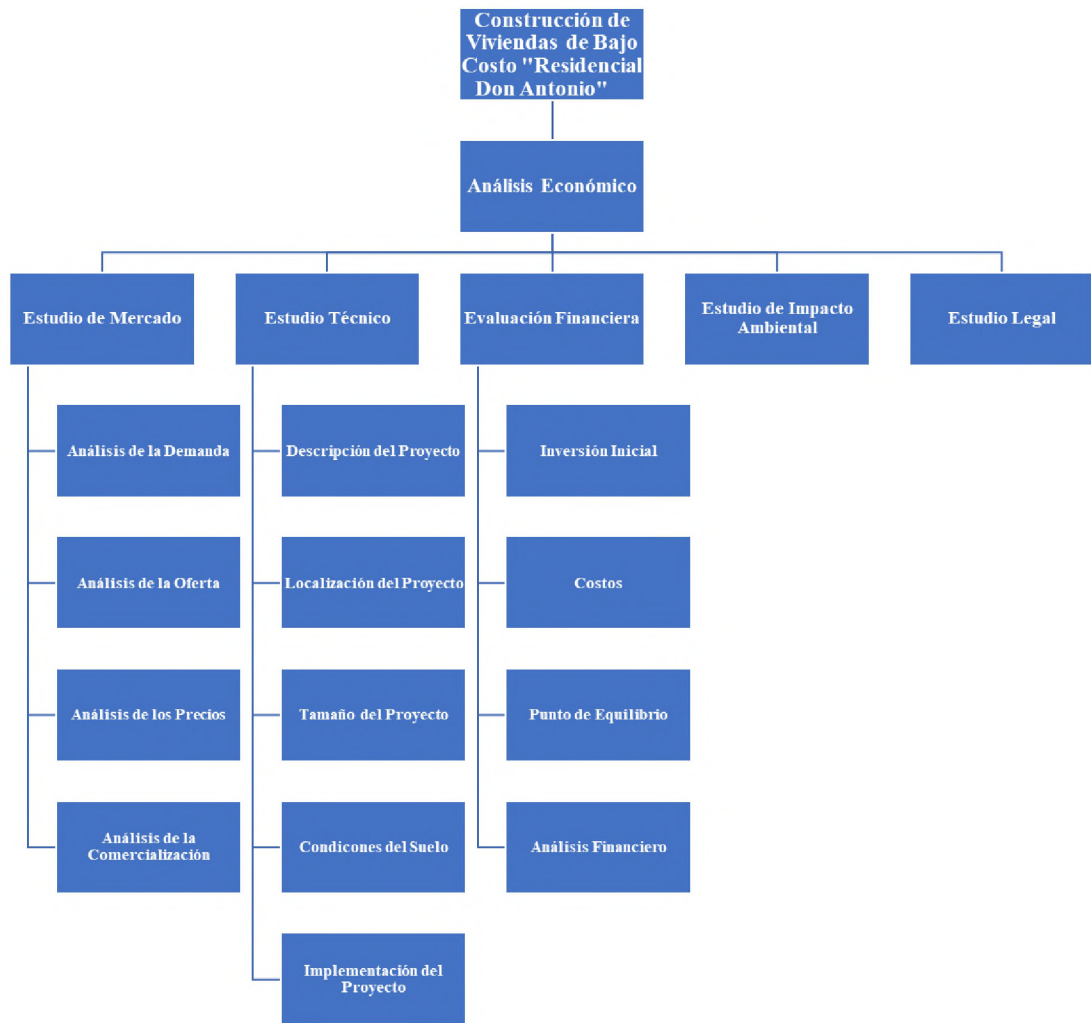 Construcción de
Viviendas de Bajo
Costo "Residencial
Don Antonio"
Análisis Económico
Estudio de Mercado
Estudio Técnico
Evaluación Financiera
Estudio de Impacto
Ambiental
Estudio Legal
Análisis de la Demanda
Descripción del Proyecto
Inversión Inicial
Análisis de la Oferta
Localización del Proyecto
Costos
Análisis de los Precios
Tamaño del Proyecto
Punto de Equilibrio
Análisis de la
Comercialización
Condicones del Suelo
Análisis Financiero
Implementación del
Proyecto